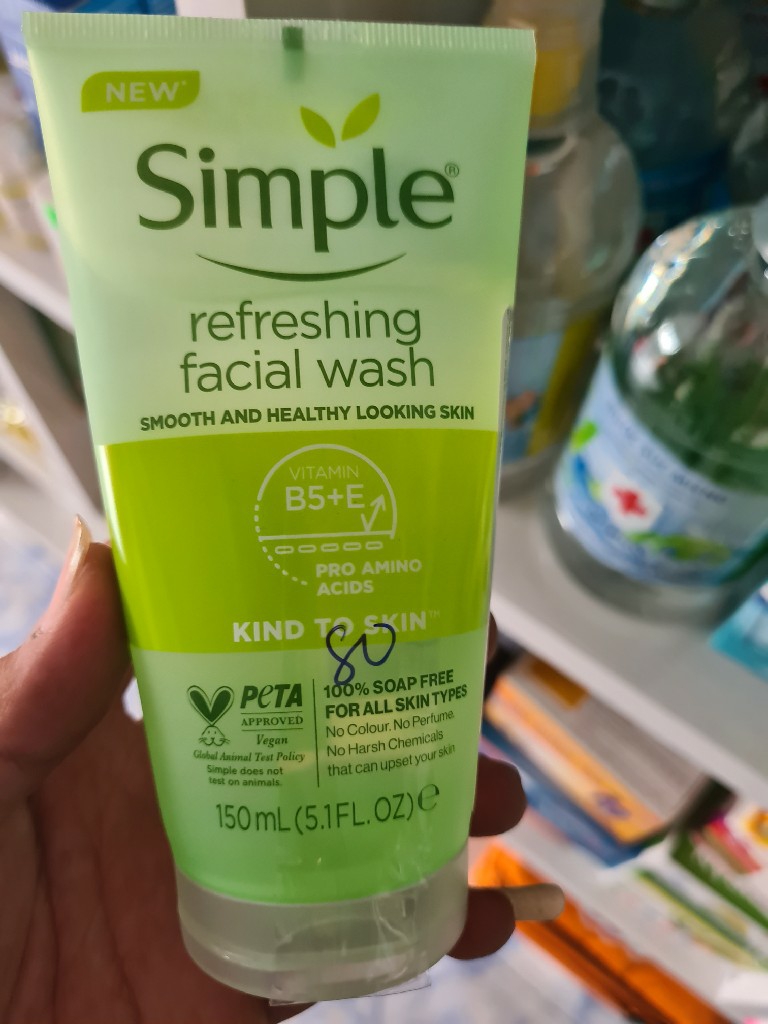 NEW*
Simple®
refreshing
facial wash
SMOOTH AND HEALTHY LOOKING SKIN
VITAMIN
B5+E
PRO AMINO
ACIDS
KIND TO SKIN™
80
PETA
APPROVED
Vegan
Global Animal Test Policy
Simple does not
test on animals.
100% SOAP FREE
FOR ALL SKIN TYPES
No Colour. No Perfume.
No Harsh Chemicals
that can upset your skin
150 mL (5.1FL.OZ) ℮